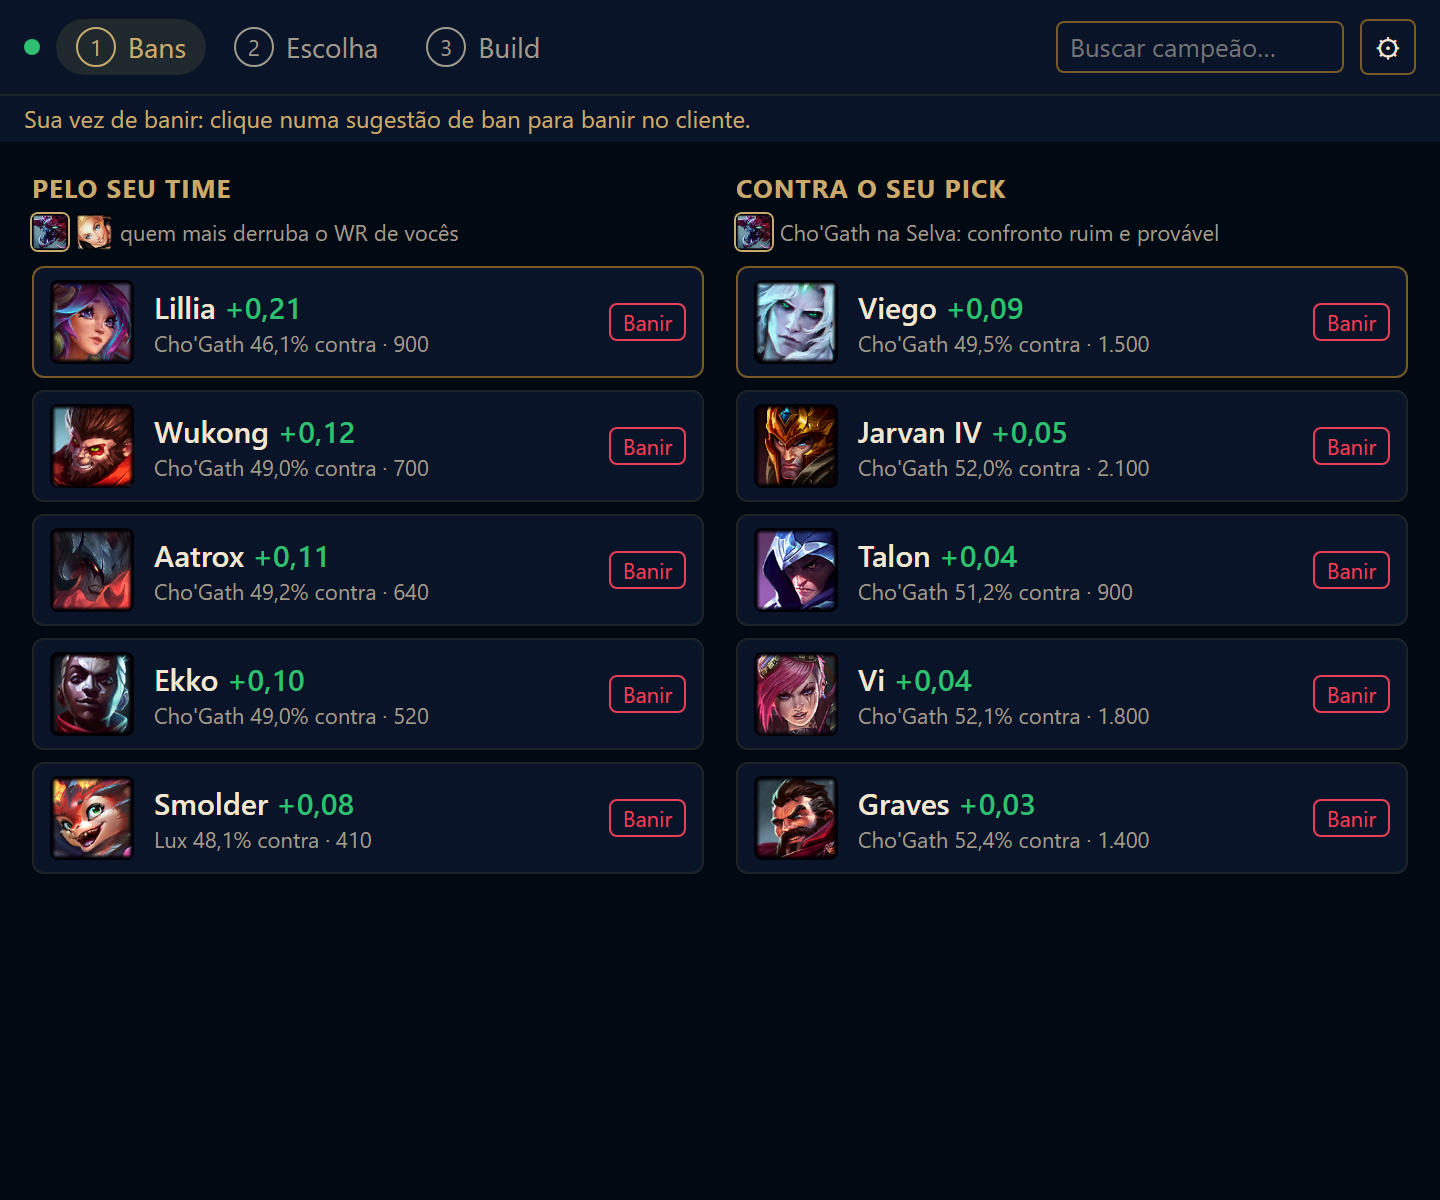 1 Bans 2 Escolha 3 Build Buscar campeão...
Sua vez de banir: clique numa sugestão de ban para banir no cliente.
PELO SEU TIME
quem mais derruba o WR de vocês
Lillia +0,21
Cho'Gath 46,1% contra · 900
Banir
Wukong +0,12
Cho'Gath 49,0% contra · 700
Banir
Aatrox +0,11
Cho'Gath 49,2% contra · 640
Banir
Ekko +0,10
Cho'Gath 49,0% contra · 520
Banir
Smolder +0,08
Lux 48,1% contra · 410
Banir
CONTRA O SEU PICK
Cho'Gath na Selva: confronto ruim e provável
Viego +0,09
Cho'Gath 49,5% contra · 1.500
Banir
Jarvan IV +0,05
Cho'Gath 52,0% contra · 2.100
Banir
Talon +0,04
Cho'Gath 51,2% contra · 900
Banir
Vi +0,04
Cho'Gath 52,1% contra · 1.800
Banir
Graves +0,03
Cho'Gath 52,4% contra · 1.400
Banir